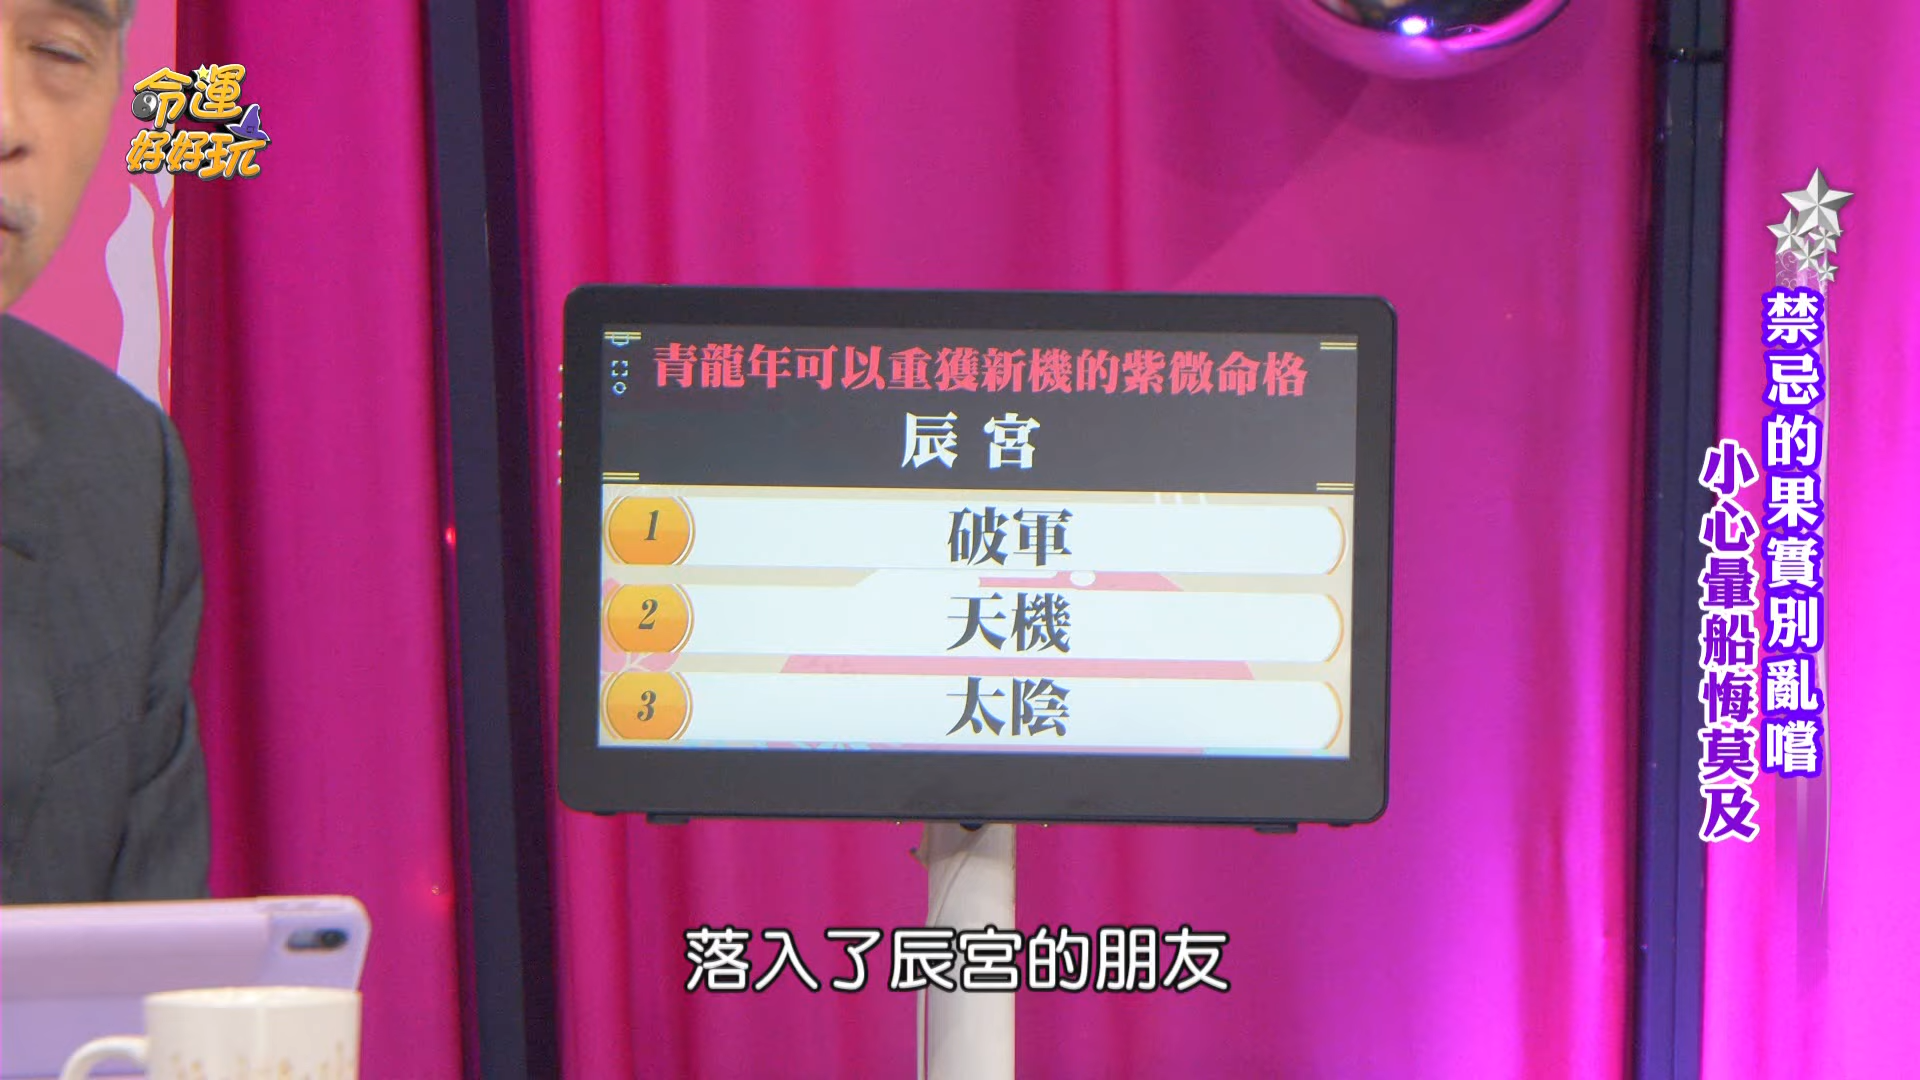 命運
好好玩
青龍年可以重獲新機的紫微命格
辰宮
1 破軍
2 天機
3 太陰
禁忌的果實別亂嚐
小心暈船悔莫及
落入了辰宮的朋友